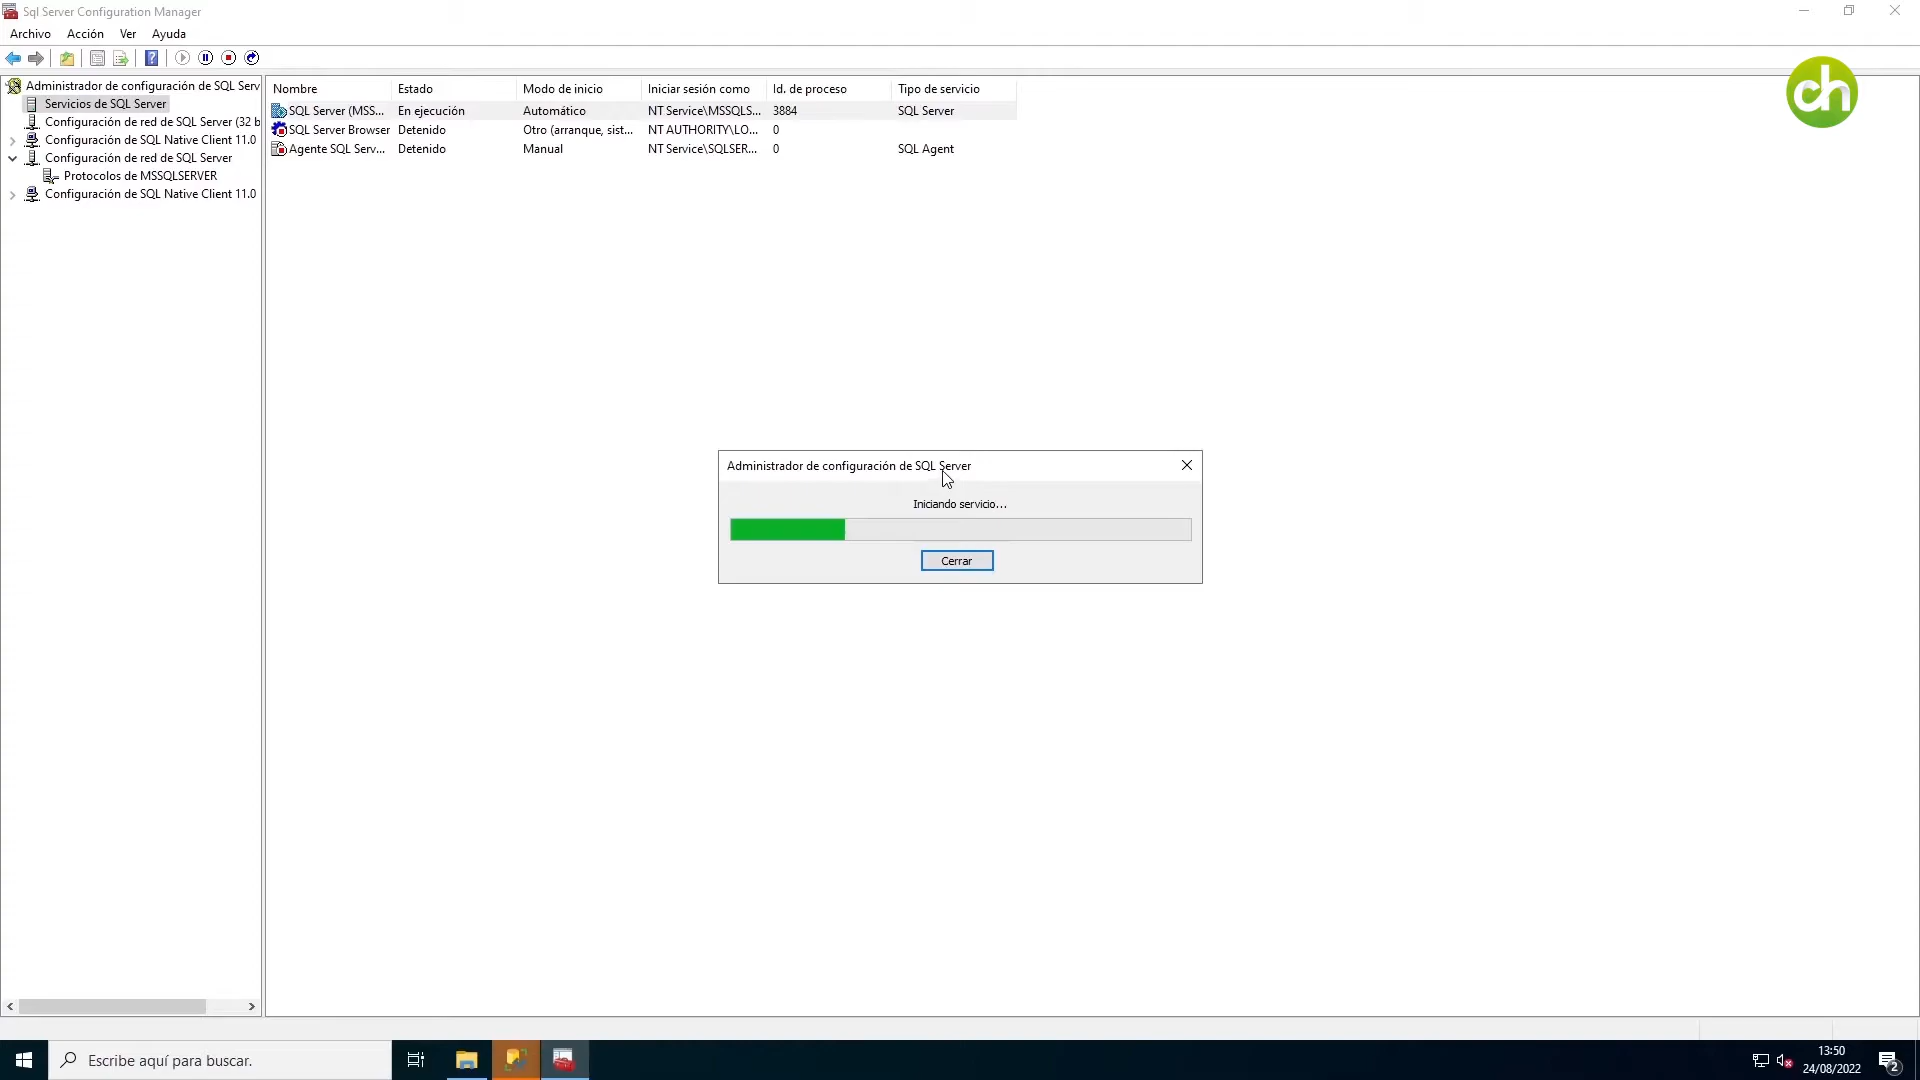 Sql Server Configuration Manager
Archivo Acción Ver Ayuda
ch
Administrador de configuración de SQL Serv
Servicios de SQL Server
Configuración de red de SQL Server (32 b
Configuración de SQL Native Client 11.0
Configuración de red de SQL Server
Protocolos de MSSQLSERVER
Configuración de SQL Native Client 11.0
Nombre Estado Modo de inicio Iniciar sesión como Id. de proceso Tipo de servicio
SQL Server (MSS... En ejecución Automático NT Service\MSSQLS... 3884 SQL Server
SQL Server Browser Detenido Otro (arranque, sist... NT AUTHORITY\LO... 0
Agente SQL Serv... Detenido Manual NT Service\SQLSER... 0 SQL Agent
Administrador de configuración de SQL Server
Iniciando servicio...
Cerrar
Escribe aquí para buscar.
13:50
24/08/2022
2